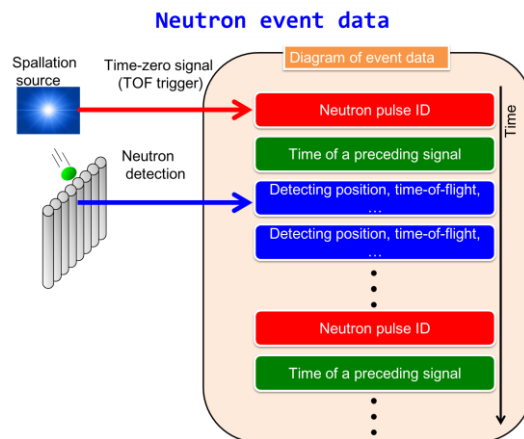 Neutron event data
Spallation
source
Time-zero signal
(TOF trigger)
Diagram of event data
Neutron pulse ID
Time
Time of a preceding signal
Neutron
detection
Detecting position, time-of-flight,
…
Detecting position, time-of-flight,
…
Neutron pulse ID
Time of a preceding signal